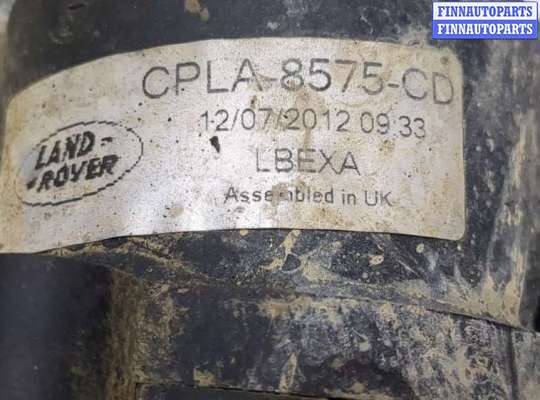 FINNAUTOPARTS
FINNAUTOPARTS
CPLA-8575-CD
12/07/2012 09:33
LBEXA
Assembled in UK
LAND-
-ROVER